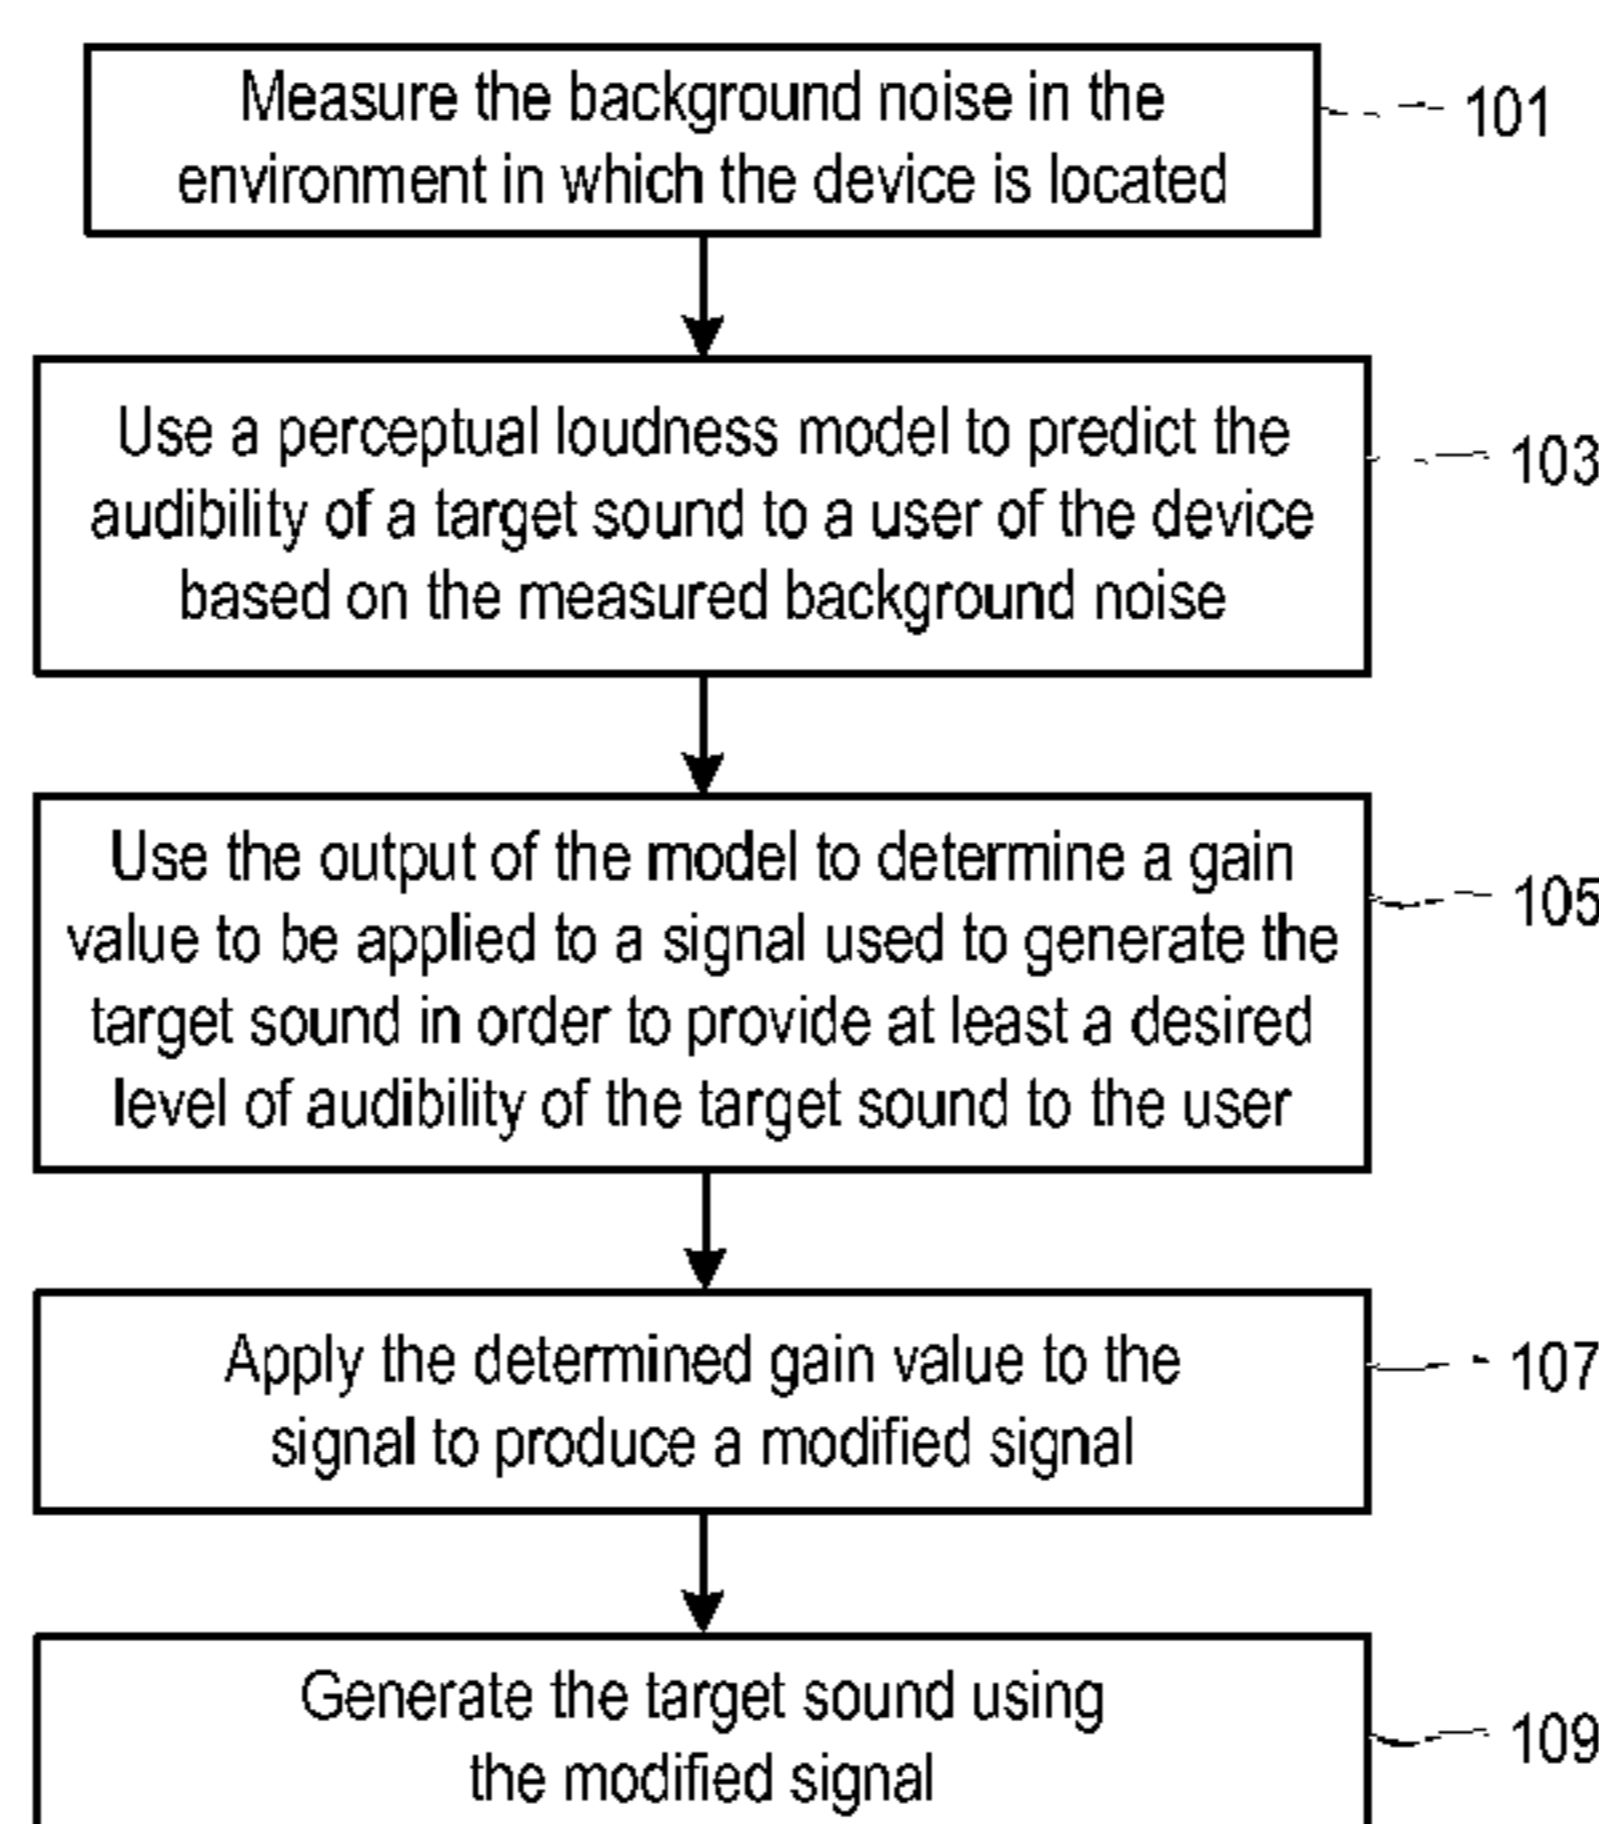 Measure the background noise in the
environment in which the device is located
101
Use a perceptual loudness model to predict the
audibility of a target sound to a user of the device
based on the measured background noise
103
Use the output of the model to determine a gain
value to be applied to a signal used to generate the
target sound in order to provide at least a desired
level of audibility of the target sound to the user
105
Apply the determined gain value to the
signal to produce a modified signal
107
Generate the target sound using
the modified signal
109